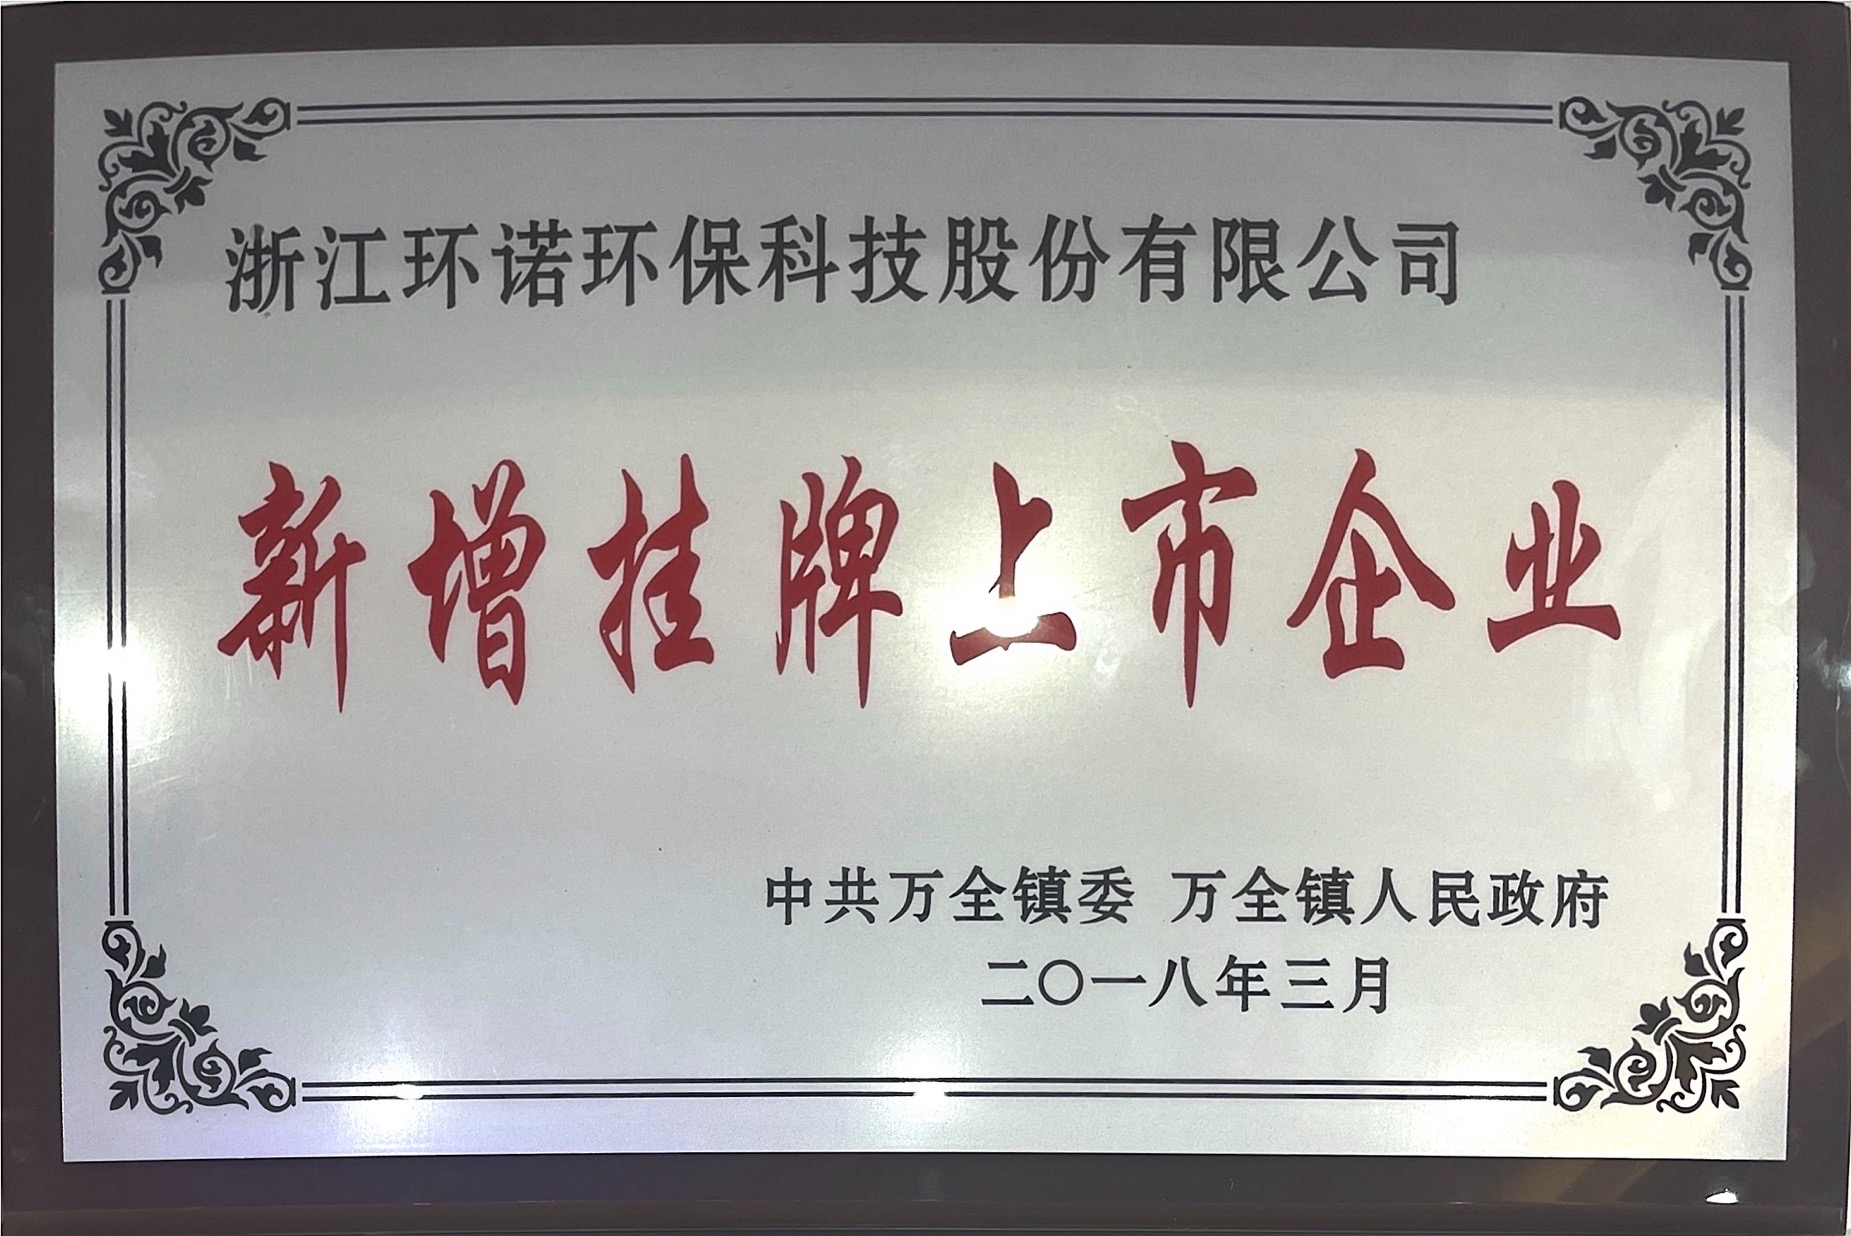 浙江环诺环保科技股份有限公司
新增挂牌上市企业
中共万全镇委 万全镇人民政府
二〇一八年三月